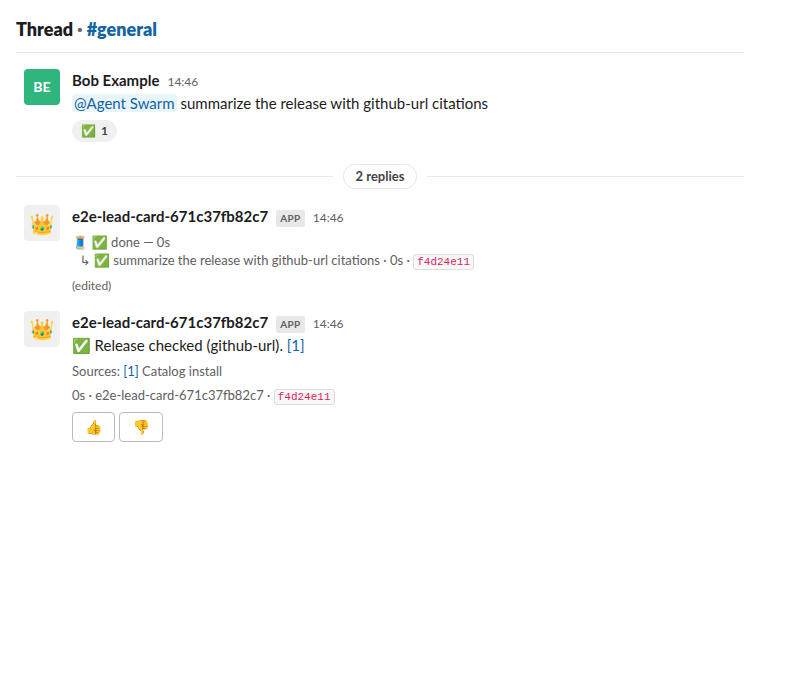 Thread • #general
BE
Bob Example 14:46
@Agent Swarm summarize the release with github-url citations
✅ 1
2 replies
e2e-lead-card-671c37fb82c7 APP 14:46
🧵 ✅ done — 0s
↳ ✅ summarize the release with github-url citations · 0s · f4d24e11
(edited)
e2e-lead-card-671c37fb82c7 APP 14:46
✅ Release checked (github-url). [1]
Sources: [1] Catalog install
0s · e2e-lead-card-671c37fb82c7 · f4d24e11
👍 👎